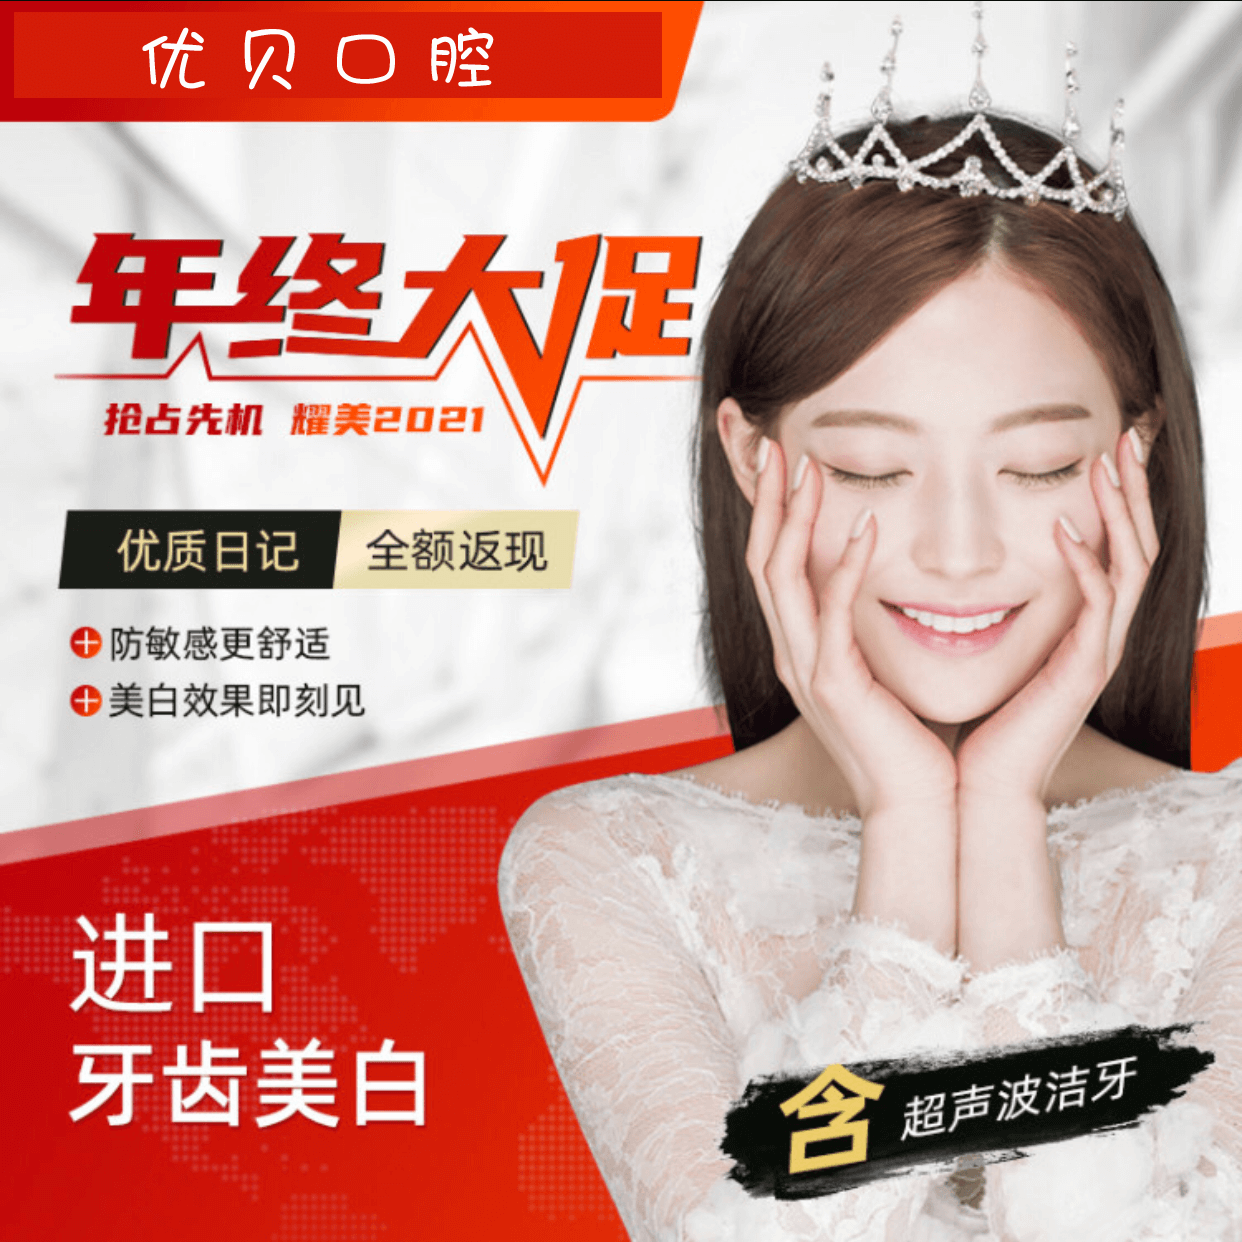 优贝口腔
年终大促
抢占先机 耀美2021
优质日记 全额返现
防敏感更舒适
美白效果即刻见
进口
牙齿美白
含 超声波洁牙